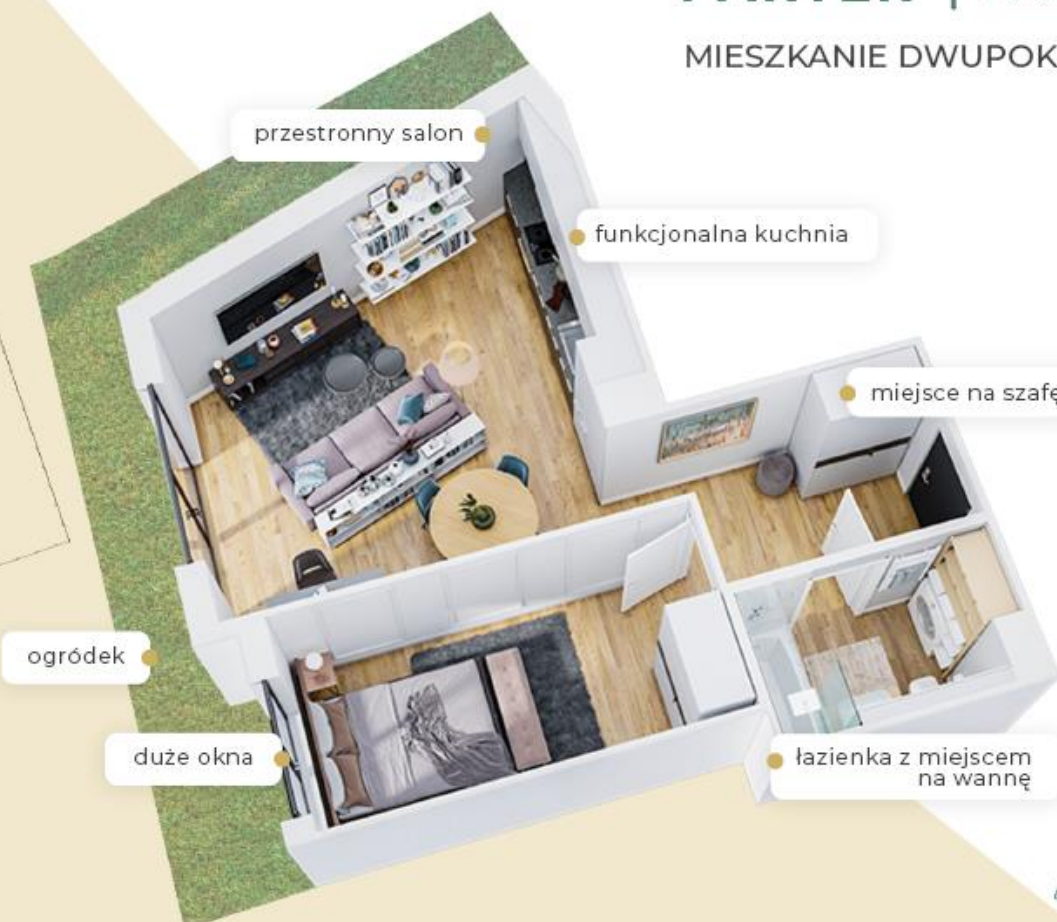 MIESZKANIE DWUPOK
przestronny salon
funkcjonalna kuchnia
miejsce na szafę
ogródek
duże okna
łazienka z miejscem
na wannę